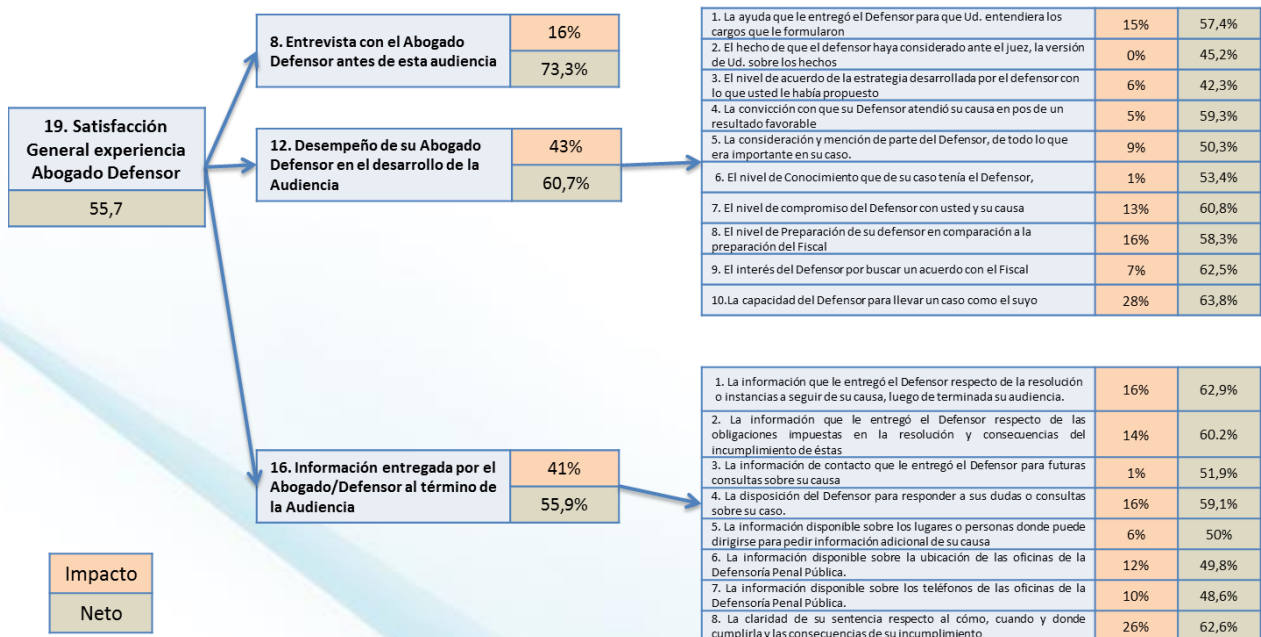 19. Satisfacción
General experiencia
Abogado Defensor
55,7
8. Entrevista con el Abogado
Defensor antes de esta audiencia
16%
73,3%
12. Desempeño de su Abogado
Defensor en el desarrollo de la
Audiencia
43%
60,7%
16. Información entregada por el
Abogado/Defensor al término de
la Audiencia
41%
55,9%
1. La ayuda que le entregó el Defensor para que Ud. entendiera los
cargos que le formularon
15%
57,4%
2. El hecho de que el defensor haya considerado ante el juez, la versión
de Ud. sobre los hechos
0%
45,2%
3. El nivel de acuerdo de la estrategia desarrollada por el defensor con
lo que usted le había propuesto
6%
42,3%
4. La convicción con que su Defensor atendió su causa en pos de un
resultado favorable
5%
59,3%
5. La consideración y mención de parte del Defensor, de todo lo que
era importante en su caso.
9%
50,3%
6. El nivel de Conocimiento que de su caso tenía el Defensor,
1%
53,4%
7. El nivel de compromiso del Defensor con usted y su causa
13%
60,8%
8. El nivel de Preparación de su defensor en comparación a la
preparación del Fiscal
16%
58,3%
9. El interés del Defensor por buscar un acuerdo con el Fiscal
7%
62,5%
10.La capacidad del Defensor para llevar un caso como el suyo
28%
63,8%
1. La información que le entregó el Defensor respecto de la resolución
o instancias a seguir de su causa, luego de terminada su audiencia.
16%
62,9%
2. La información que le entregó el Defensor respecto de las
obligaciones impuestas en la resolución y consecuencias del
incumplimiento de éstas
14%
60.2%
3. La información de contacto que le entregó el Defensor para futuras
consultas sobre su causa
1%
51,9%
4. La disposición del Defensor para responder a sus dudas o consultas
sobre su caso.
16%
59,1%
5. La información disponible sobre los lugares o personas donde puede
dirigirse para pedir información adicional de su causa
6%
50%
6. La información disponible sobre la ubicación de las oficinas de la
Defensoría Penal Pública.
12%
49,8%
7. La información disponible sobre los teléfonos de las oficinas de la
Defensoría Penal Pública.
10%
48,6%
8. La claridad de su sentencia respecto al cómo, cuando y donde
cumplirla y las consecuencias de su incumplimiento
26%
62,6%
Impacto
Neto